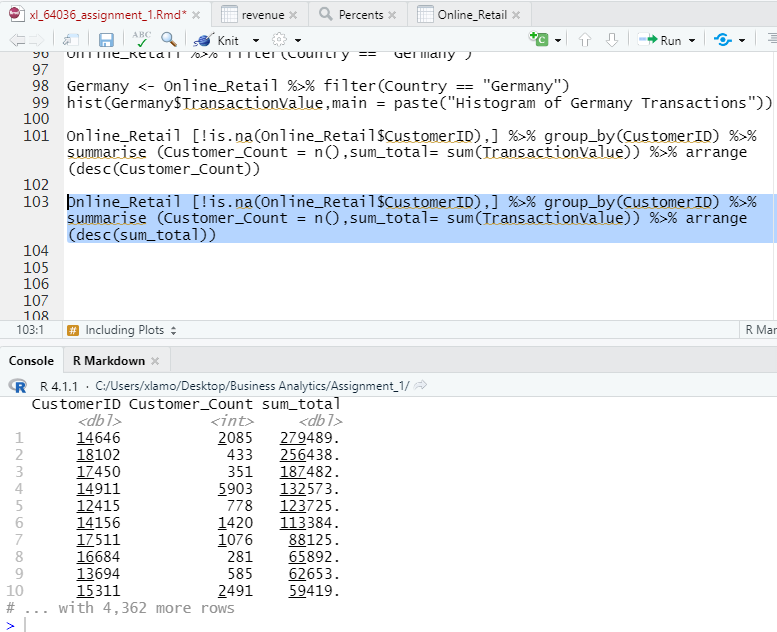 xl_64036_assignment_1.Rmd* × revenue × Percents × Online_Retail ×
ABC Knit Run
96 Online_Retail %>% filter(Country == "Germany")
97
98 Germany <- Online_Retail %>% filter(Country == "Germany")
99 hist(Germany$TransactionValue,main = paste("Histogram of Germany Transactions"))
100
101 Online_Retail [!is.na(Online_Retail$CustomerID),] %>% group_by(CustomerID) %>%
summarise (Customer_Count = n(),sum_total= sum(TransactionValue)) %>% arrange
(desc(Customer_Count))
102
103 Online_Retail [!is.na(Online_Retail$CustomerID),] %>% group_by(CustomerID) %>%
summarise (Customer_Count = n(),sum_total= sum(TransactionValue)) %>% arrange
(desc(sum_total))
104
105
106
107
108
103:1 # Including Plots R Mar
Console R Markdown ×
R R 4.1.1 · C:/Users/xlamo/Desktop/Business Analytics/Assignment_1/
CustomerID Customer_Count sum_total
<dbl> <int> <dbl>
1 14646 2085 279489.
2 18102 433 256438.
3 17450 351 187482.
4 14911 5903 132573.
5 12415 778 123725.
6 14156 1420 113384.
7 17511 1076 88125.
8 16684 281 65892.
9 13694 585 62653.
10 15311 2491 59419.
# ... with 4,362 more rows
>